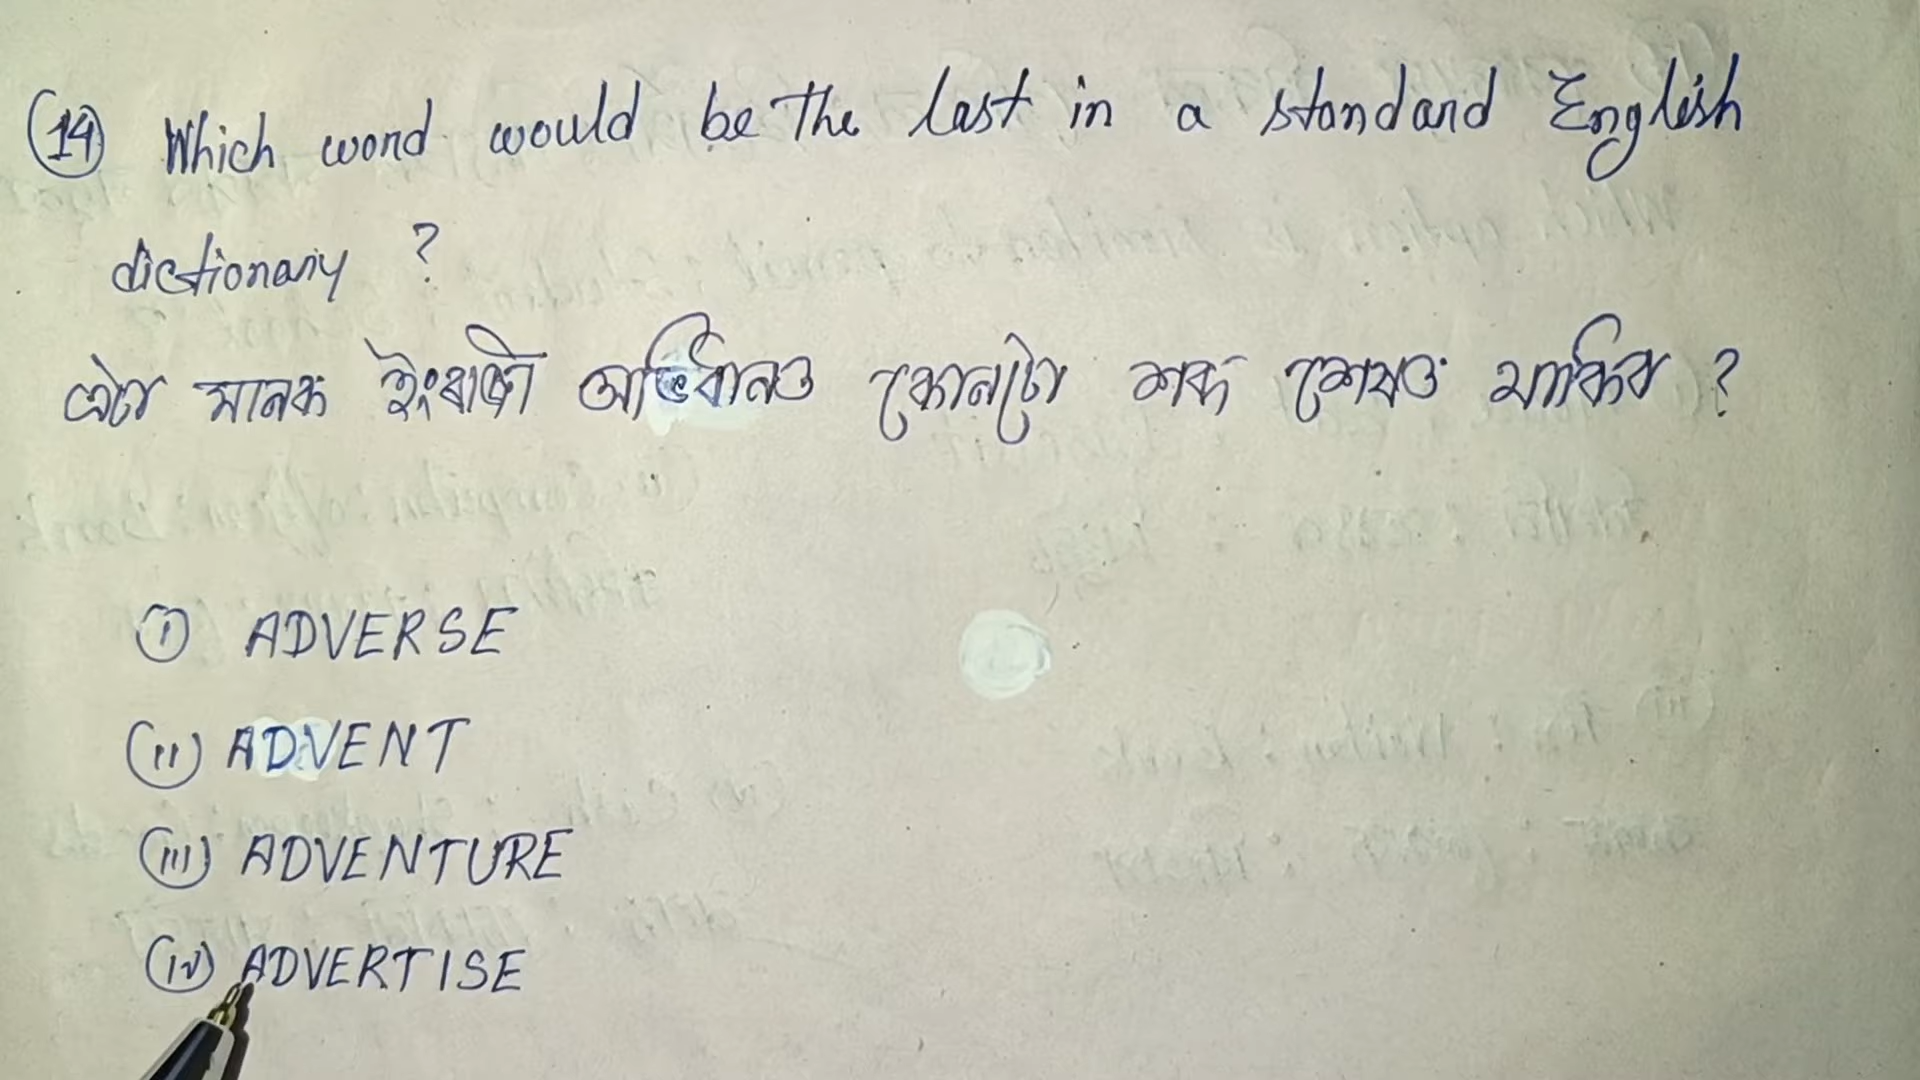 (14) Which word would be the last in a standard English
dictionary ?
এটা মানক ইংৰাজী অভিধানত কোনটো শব্দ শেষত থাকিব ?
(i) ADVERSE
(ii) ADVENT
(iii) ADVENTURE
(iv) ADVERTISE